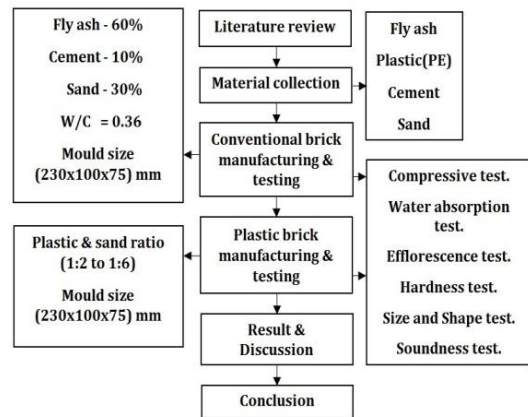 Fly ash - 60%
Cement - 10%
Sand - 30%
W/C = 0.36
Mould size
(230x100x75) mm
Plastic & sand ratio
(1:2 to 1:6)
Mould size
(230x100x75) mm
Literature review
Material collection
Conventional brick
manufacturing &
testing
Plastic brick
manufacturing &
testing
Result &
Discussion
Conclusion
Fly ash
Plastic(PE)
Cement
Sand
Compressive test.
Water absorption
test.
Efflorescence test.
Hardness test.
Size and Shape test.
Soundness test.